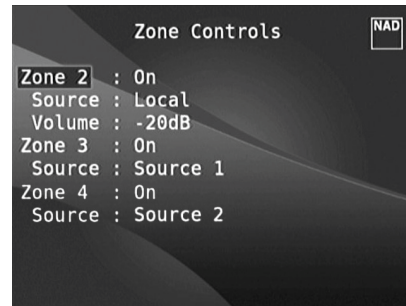 Zone Controls
NAD
Zone 2 : On
Source : Local
Volume : -20dB
Zone 3 : On
Source : Source 1
Zone 4 : On
Source : Source 2